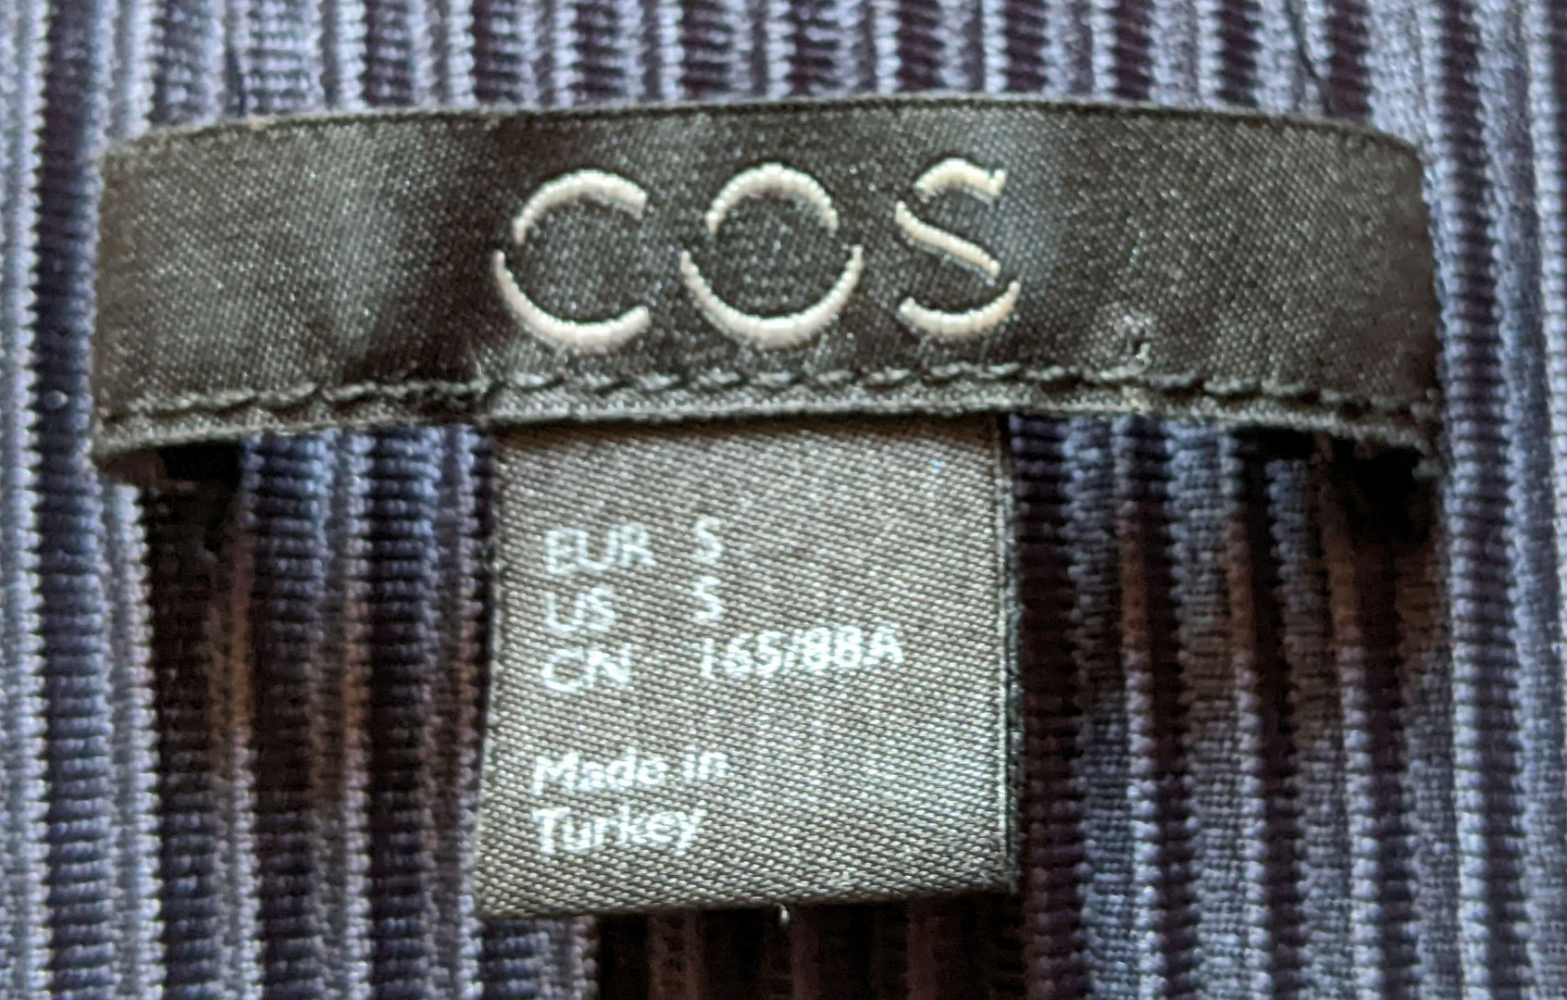 COS
EUR S
US S
CN 165/88A
Made in
Turkey